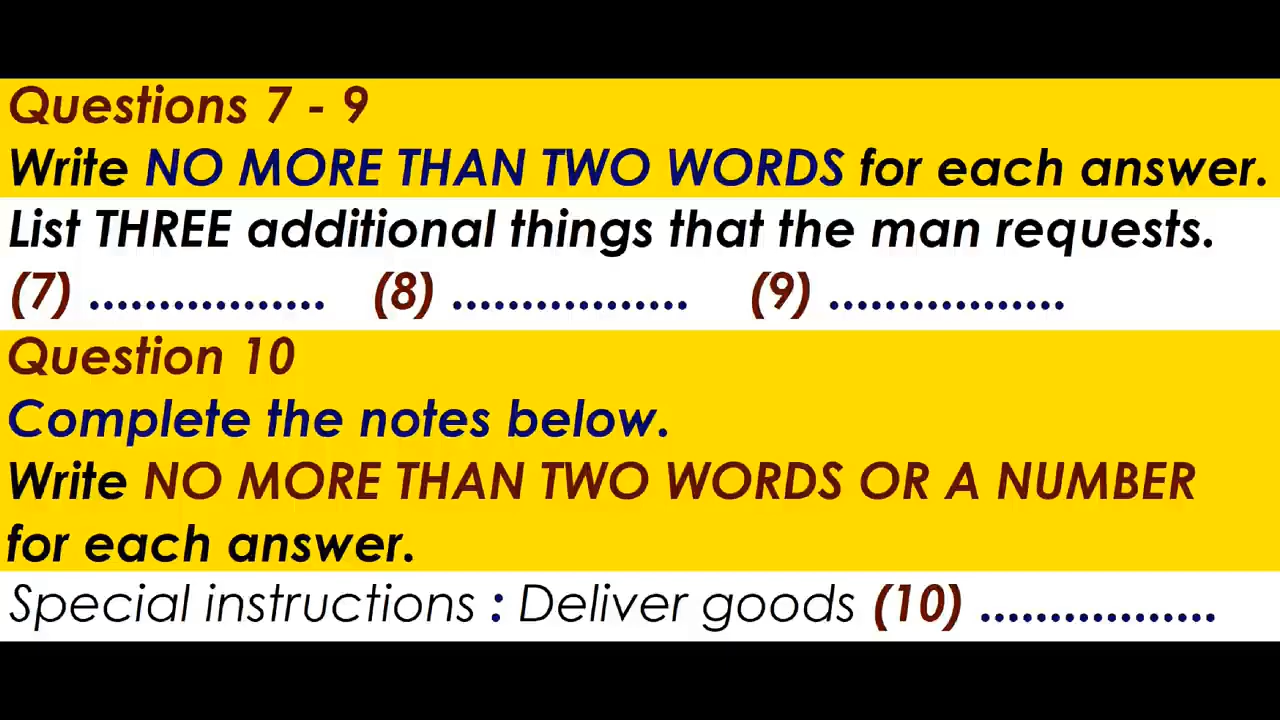 Questions 7 - 9
Write NO MORE THAN TWO WORDS for each answer.
List THREE additional things that the man requests.
(7) ................. (8) ................. (9) .................
Question 10
Complete the notes below.
Write NO MORE THAN TWO WORDS OR A NUMBER
for each answer.
Special instructions : Deliver goods (10) .................